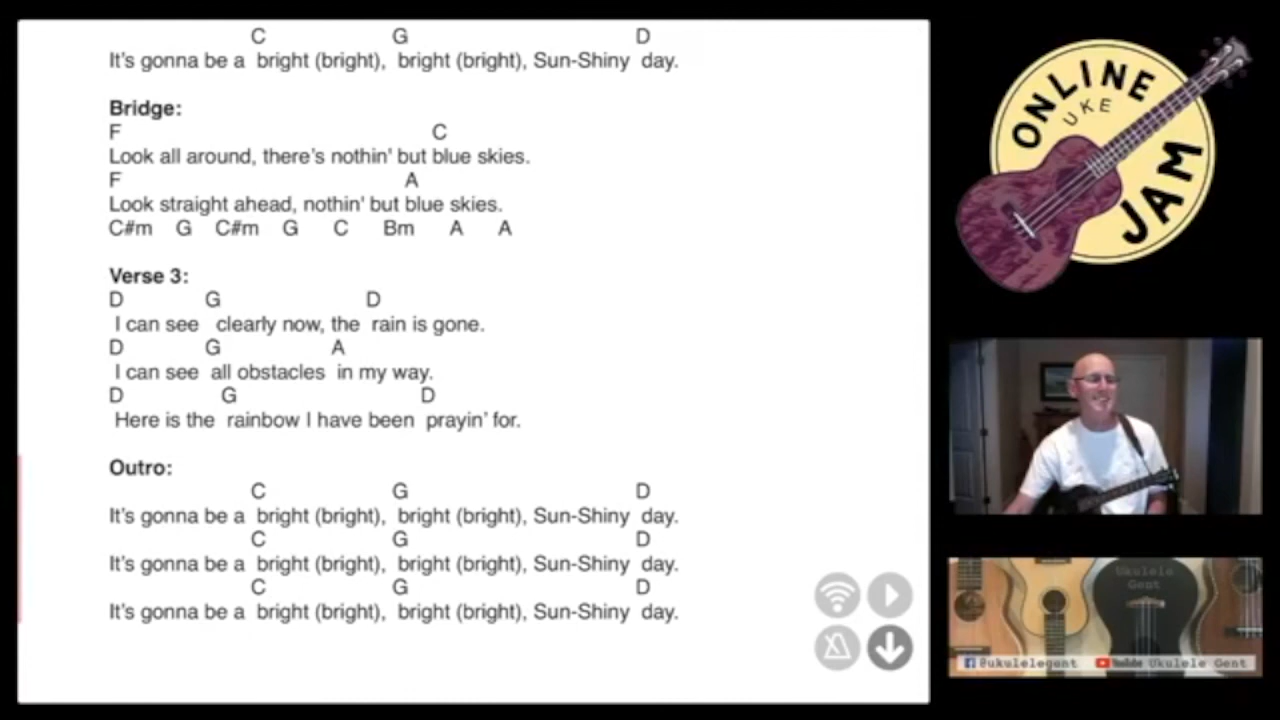 C G D
It's gonna be a bright (bright), bright (bright), Sun-Shiny day.
Bridge:
F C
Look all around, there's nothin' but blue skies.
F A
Look straight ahead, nothin' but blue skies.
C#m G C#m G C Bm A A
Verse 3:
D G D
I can see clearly now, the rain is gone.
D G A
I can see all obstacles in my way.
D G D
Here is the rainbow I have been prayin' for.
Outro:
C G D
It's gonna be a bright (bright), bright (bright), Sun-Shiny day.
C G D
It's gonna be a bright (bright), bright (bright), Sun-Shiny day.
C G D
It's gonna be a bright (bright), bright (bright), Sun-Shiny day.
ONLINE
UKE
JAM
Ukulele
Gent
@ukulelegent YouTube Ukulele Gent